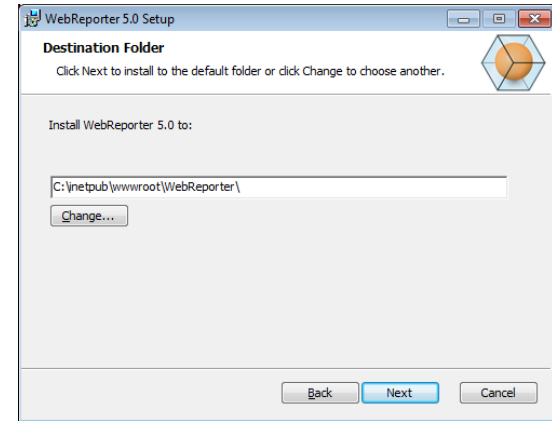 WebReporter 5.0 Setup
Destination Folder
Click Next to install to the default folder or click Change to choose another.
Install WebReporter 5.0 to:
C:\inetpub\wwwroot\WebReporter\
Change...
Back Next Cancel